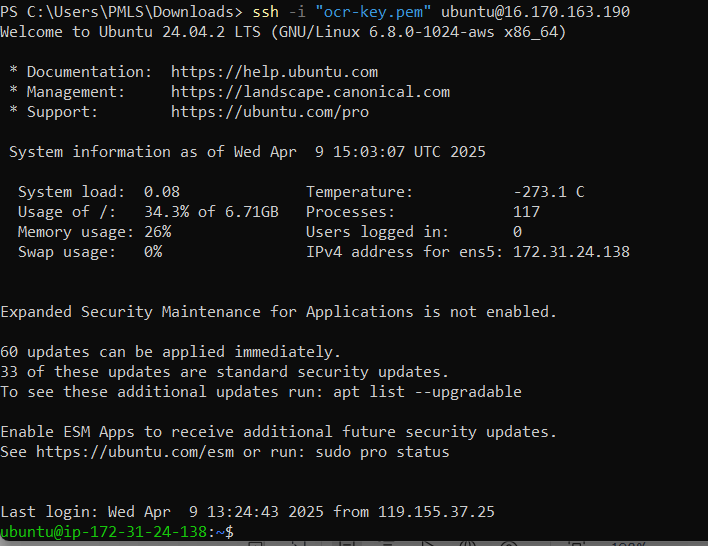 PS C:\Users\PMLS\Downloads> ssh -i "ocr-key.pem" ubuntu@16.170.163.190
Welcome to Ubuntu 24.04.2 LTS (GNU/Linux 6.8.0-1024-aws x86_64)
* Documentation: https://help.ubuntu.com
* Management: https://landscape.canonical.com
* Support: https://ubuntu.com/pro
System information as of Wed Apr 9 15:03:07 UTC 2025
System load: 0.08 Temperature: -273.1 C
Usage of /: 34.3% of 6.71GB Processes: 117
Memory usage: 26% Users logged in: 0
Swap usage: 0% IPv4 address for ens5: 172.31.24.138
Expanded Security Maintenance for Applications is not enabled.
60 updates can be applied immediately.
33 of these updates are standard security updates.
To see these additional updates run: apt list --upgradable
Enable ESM Apps to receive additional future security updates.
See https://ubuntu.com/esm or run: sudo pro status
Last login: Wed Apr 9 13:24:43 2025 from 119.155.37.25
ubuntu@ip-172-31-24-138:~$